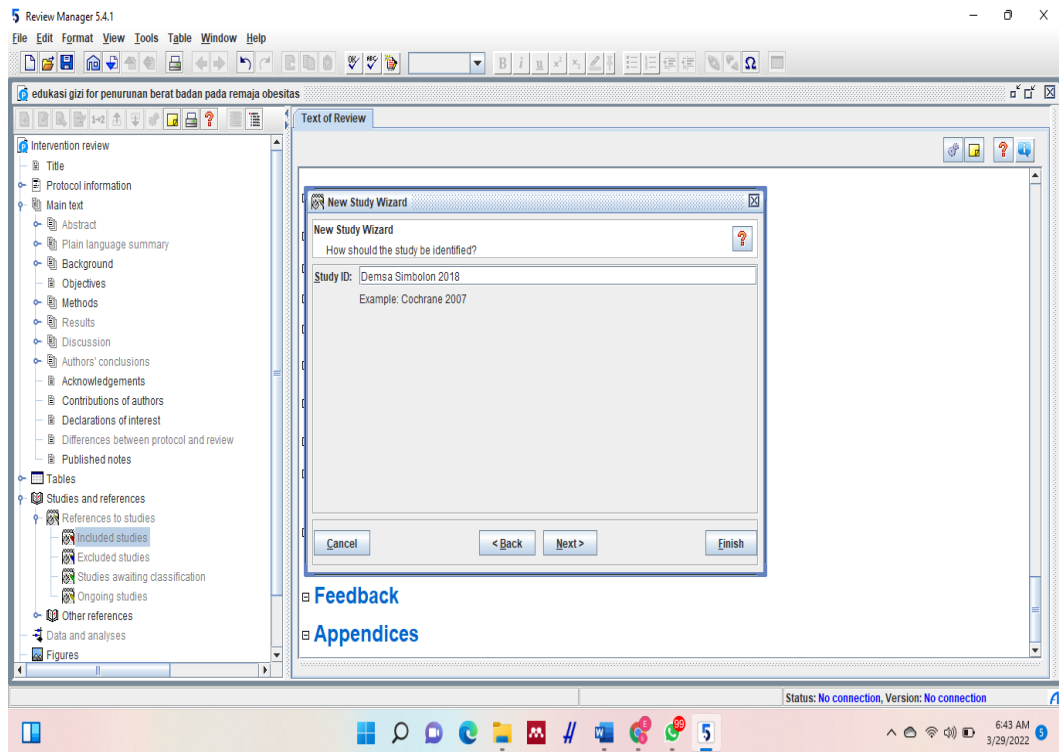 5 Review Manager 5.4.1
File Edit Format View Tools Table Window Help
B i u x² x₂ Ω
edukasi gizi for penurunan berat badan pada remaja obesitas
Text of Review
Intervention review
Title
Protocol information
Main text
Abstract
Plain language summary
Background
Objectives
Methods
Results
Discussion
Authors' conclusions
Acknowledgements
Contributions of authors
Declarations of interest
Differences between protocol and review
Published notes
Tables
Studies and references
References to studies
Included studies
Excluded studies
Studies awaiting classification
Ongoing studies
Other references
Data and analyses
Figures
New Study Wizard
New Study Wizard
How should the study be identified?
Study ID: Demsa Simbolon 2018
Example: Cochrane 2007
Cancel < Back Next > Finish
Feedback
Appendices
Status: No connection, Version: No connection
99
5
6:43 AM
3/29/2022
5